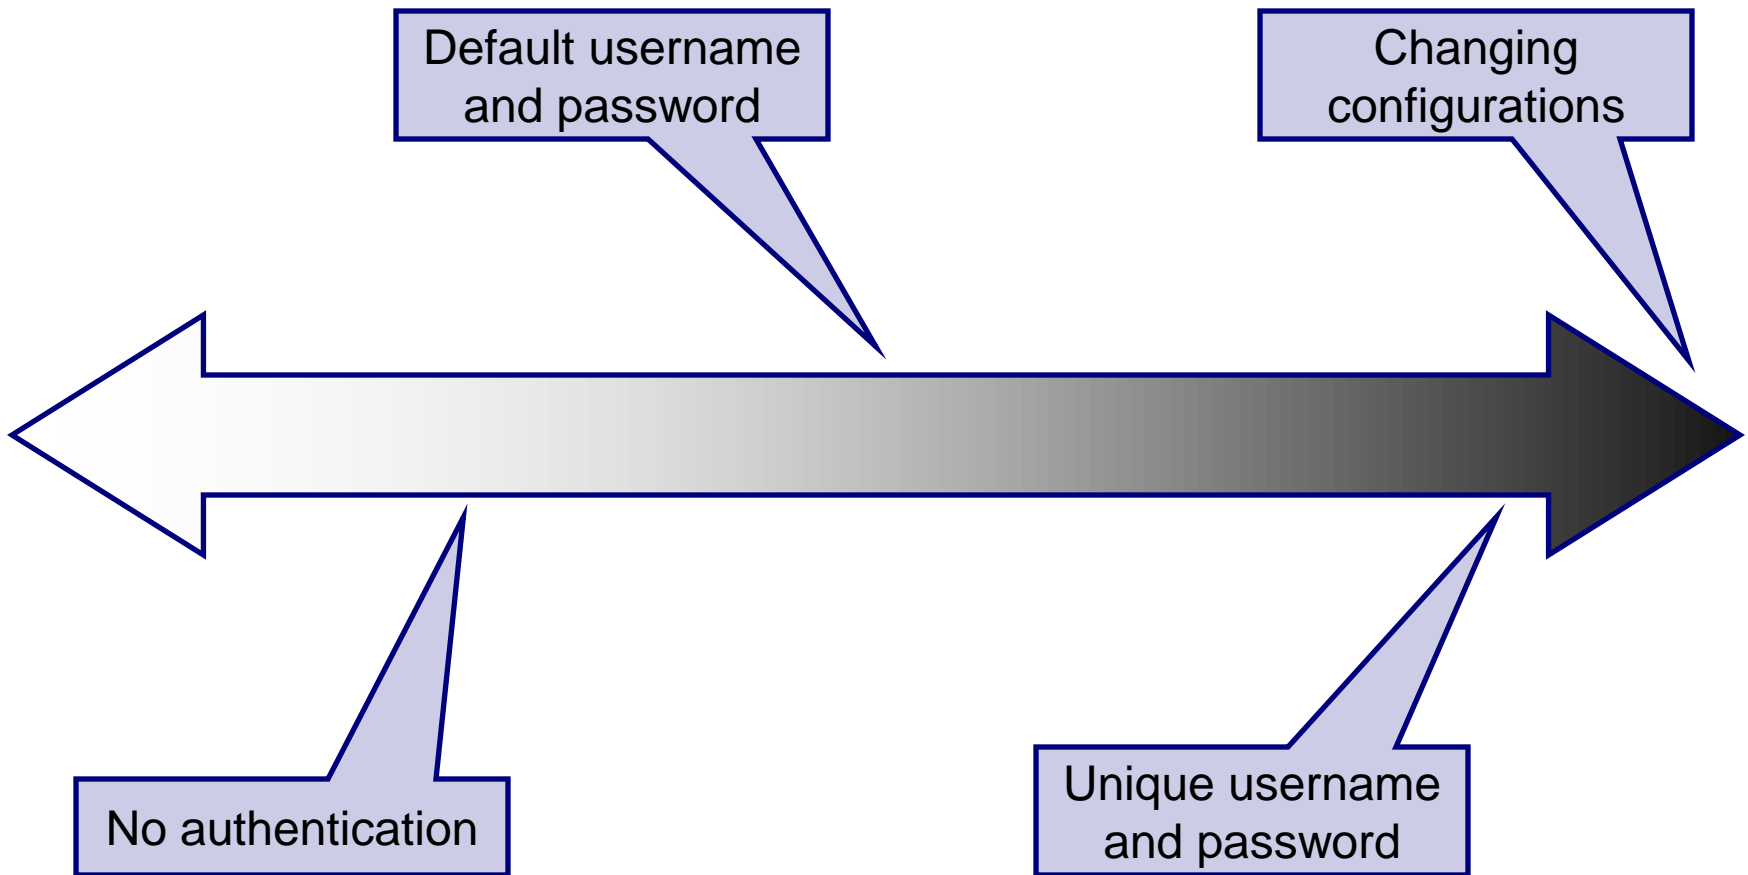 Default username
and password
Changing
configurations
No authentication
Unique username
and password